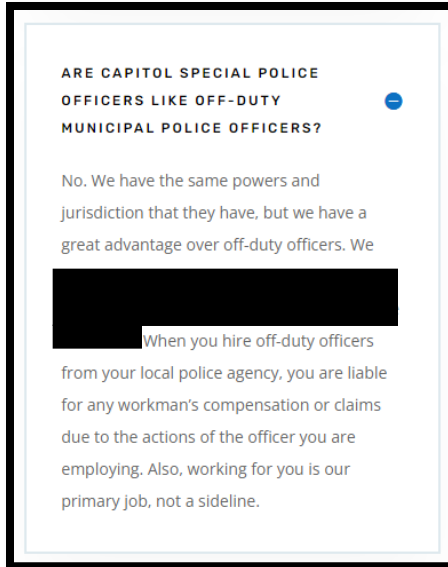 ARE CAPITOL SPECIAL POLICE
OFFICERS LIKE OFF-DUTY
MUNICIPAL POLICE OFFICERS?
No. We have the same powers and
jurisdiction that they have, but we have a
great advantage over off-duty officers. We
When you hire off-duty officers
from your local police agency, you are liable
for any workman's compensation or claims
due to the actions of the officer you are
employing. Also, working for you is our
primary job, not a sideline.